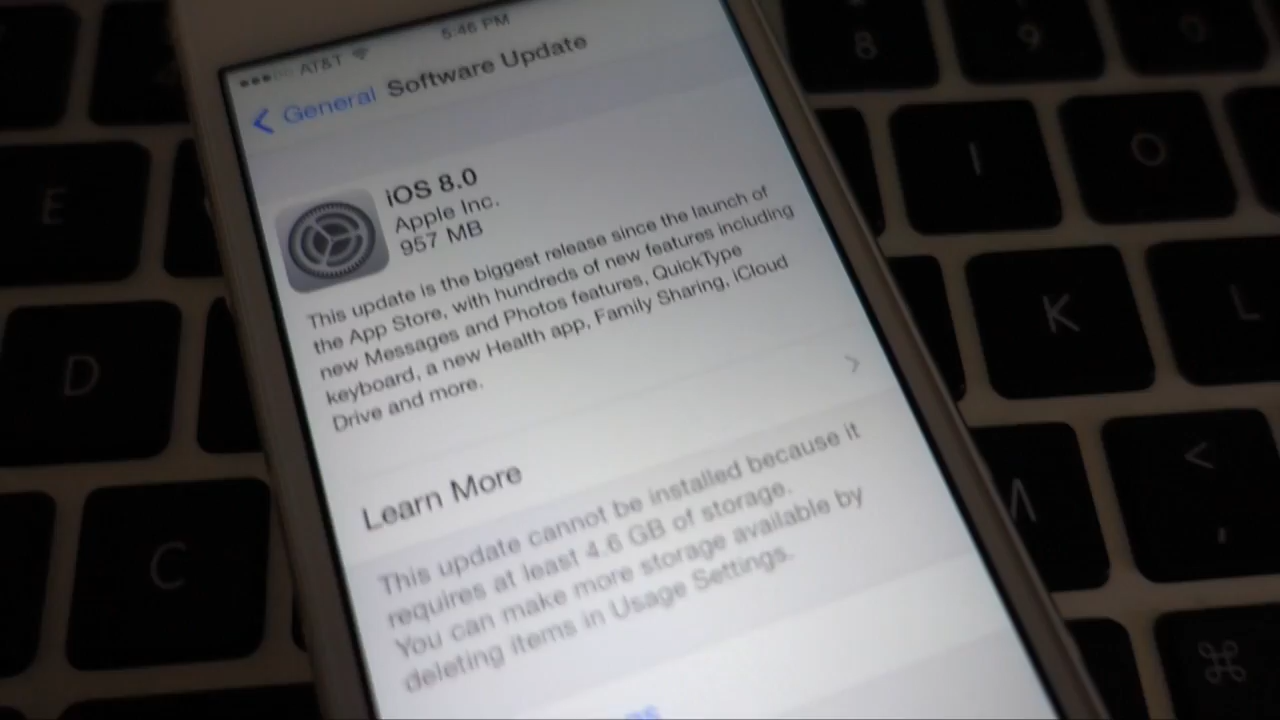 AT&T 5:46 PM
General Software Update
iOS 8.0
Apple Inc.
957 MB
This update is the biggest release since the launch of
the App Store, with hundreds of new features including
new Messages and Photos features, QuickType
keyboard, a new Health app, Family Sharing, iCloud
Drive and more.
Learn More
This update cannot be installed because it
requires at least 4.6 GB of storage.
You can make more storage available by
deleting items in Usage Settings.
8
9
E
I
O
D
K
L
C
M
<
,
⌘